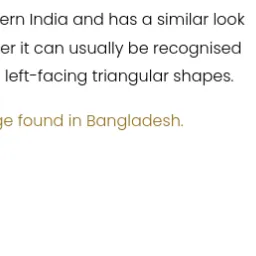 ern India and has a similar look
er it can usually be recognised
left-facing triangular shapes.
ge found in Bangladesh.